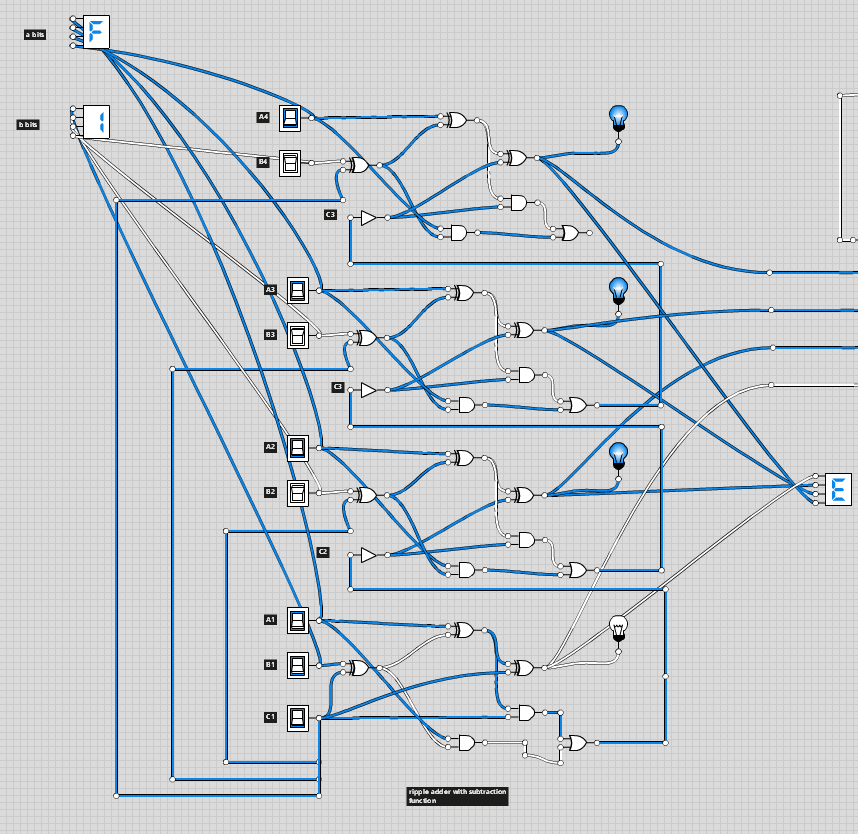 F
a bits
1
b bits
A4
B4
C3
A3
B3
C3
A2
B2
E
C2
A1
B1
C1
ripple adder with subtraction
function